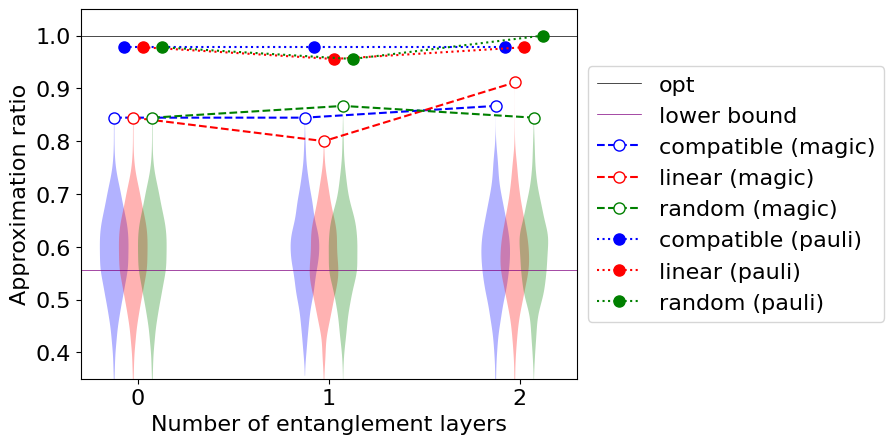 1.0
0.9
0.8
0.7
0.6
0.5
0.4
Approximation ratio
0 1 2
Number of entanglement layers
opt
lower bound
compatible (magic)
linear (magic)
random (magic)
compatible (pauli)
linear (pauli)
random (pauli)